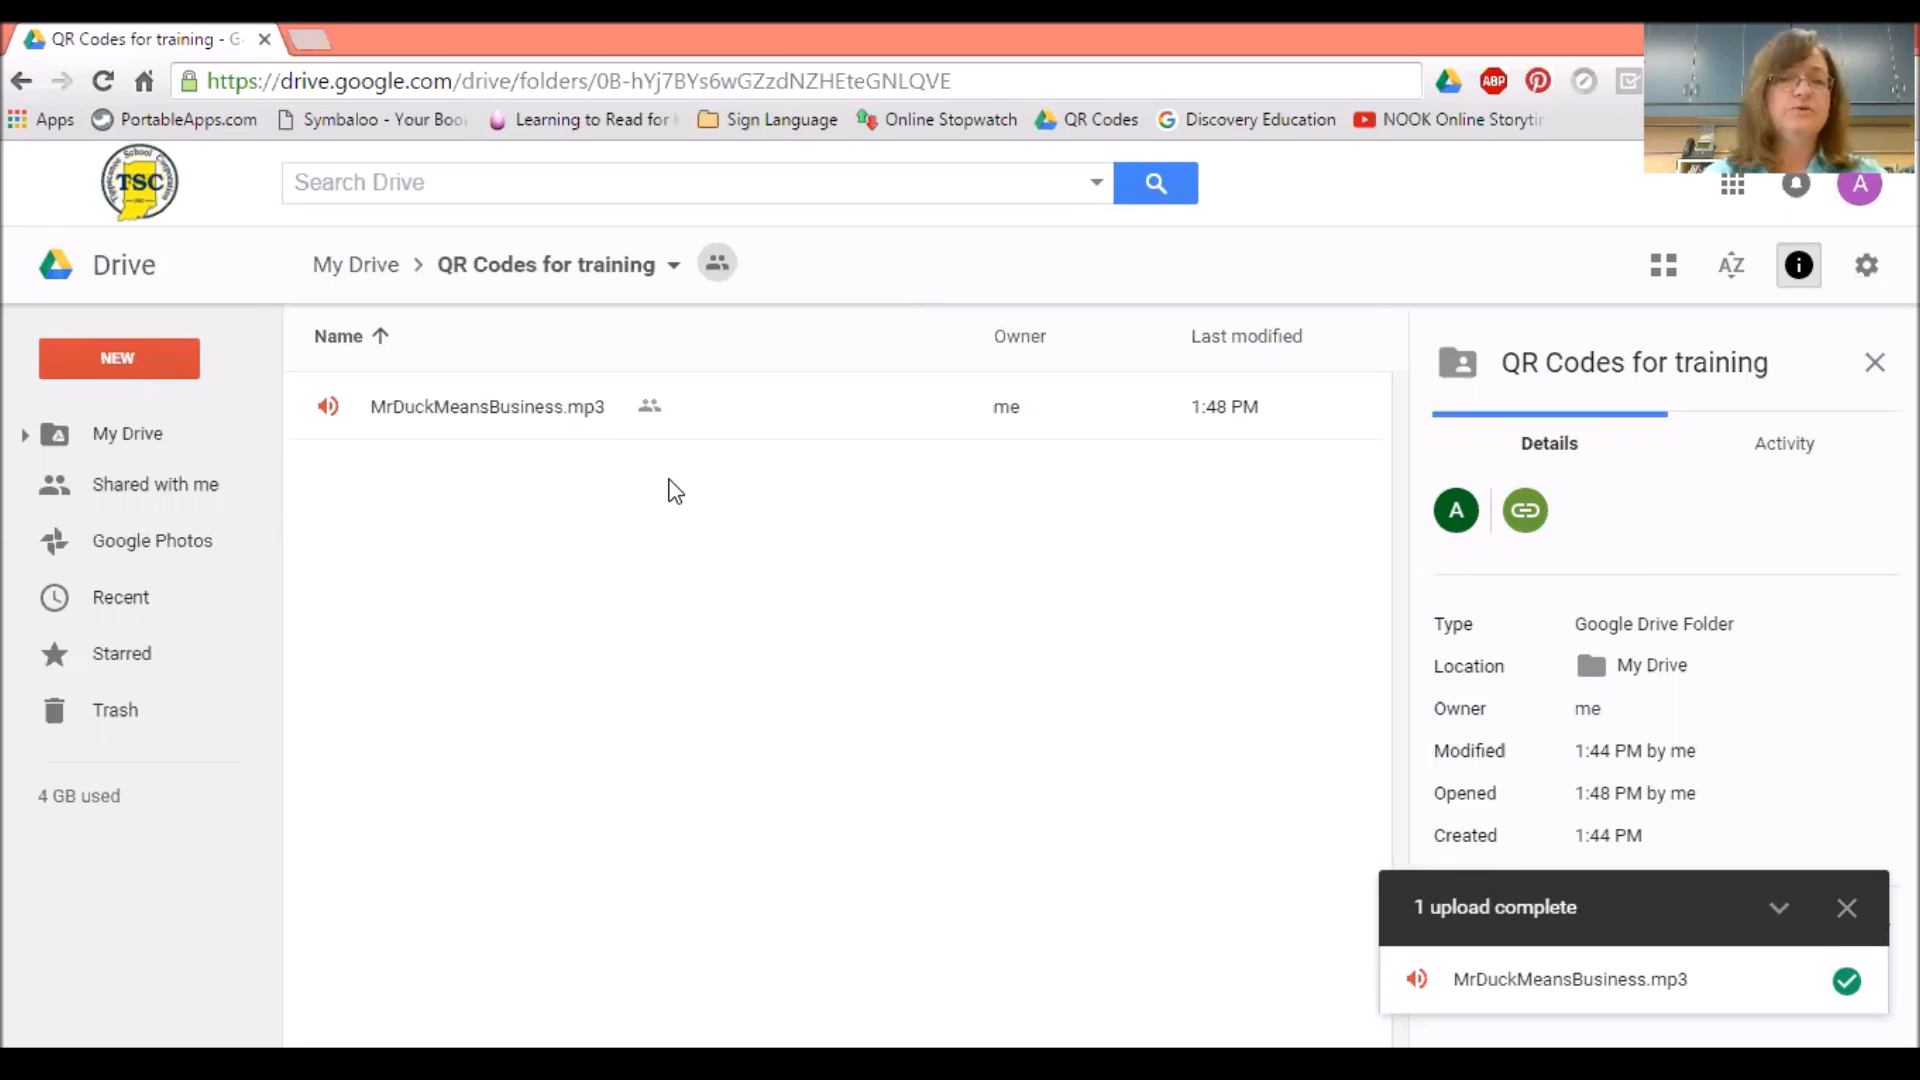 QR Codes for training - G
https://drive.google.com/drive/folders/0B-hYj7BYs6wGZzdNZHEteGNLQVE
ABP
Apps PortableApps.com Symbaloo - Your Boo Learning to Read for Sign Language Online Stopwatch QR Codes Discovery Education NOOK Online Storyti
Tippecanoe School Corporation
TSC
Search Drive
A
Drive
My Drive > QR Codes for training
AZ
NEW
My Drive
Shared with me
Google Photos
Recent
Starred
Trash
4 GB used
Name Owner Last modified
MrDuckMeansBusiness.mp3 me 1:48 PM
QR Codes for training
Details Activity
A
Type Google Drive Folder
Location My Drive
Owner me
Modified 1:44 PM by me
Opened 1:48 PM by me
Created 1:44 PM
1 upload complete
MrDuckMeansBusiness.mp3